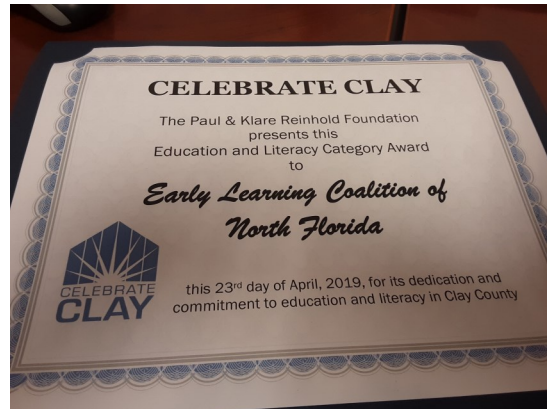 CELEBRATE CLAY
The Paul & Klare Reinhold Foundation
presents this
Education and Literacy Category Award
to
Early Learning Coalition of
North Florida
CELEBRATE
CLAY
this 23rd day of April, 2019, for its dedication and
commitment to education and literacy in Clay County